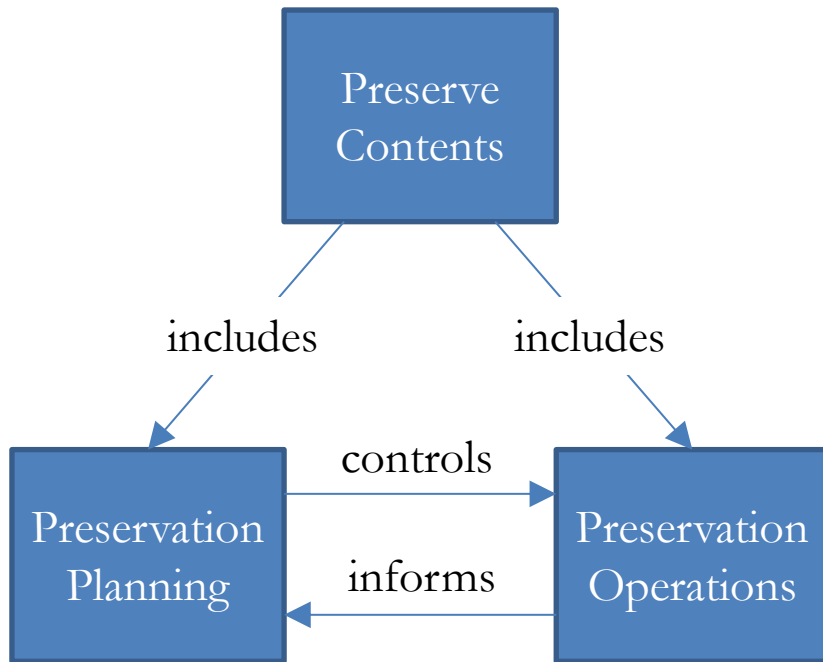 Preserve
Contents
includes
includes
controls
Preservation
Planning
Preservation
Operations
informs